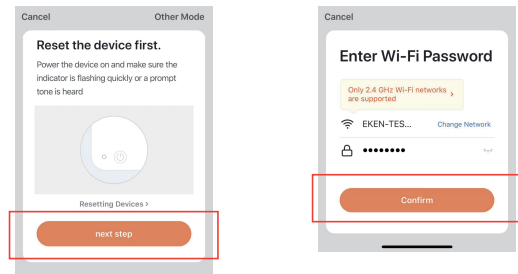 Cancel
Other Mode
Reset the device first.
Power the device on and make sure the
indicator is flashing quickly or a prompt
tone is heard
Resetting Devices >
next step
Cancel
Enter Wi-Fi Password
Only 2.4 GHz Wi-Fi networks >
are supported
EKEN-TES...
Change Network
••••••••
Confirm